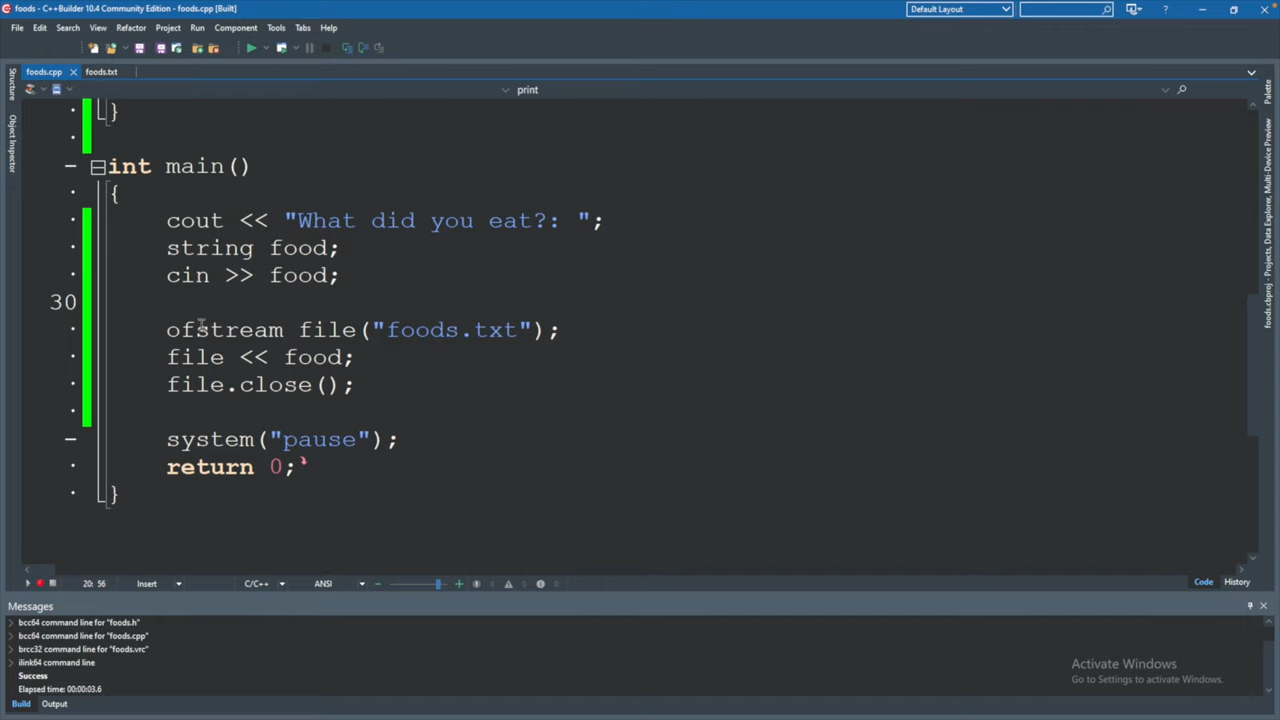 foods - C++Builder 10.4 Community Edition - foods.cpp [Built]
Default Layout
File Edit Search View Refactor Project Run Component Tools Tabs Help
foods.cpp foods.txt
print
}
int main()
{
cout << "What did you eat?: ";
string food;
cin >> food;
30
ofstream file("foods.txt");
file << food;
file.close();
system("pause");
return 0;
}
Structure
Object Inspector
Palette
foods.cbproj - Projects, Data Explorer, Multi-Device Preview
20: 56 Insert C/C++ ANSI 0 0 0 Code History
Messages
bcc64 command line for "foods.h"
bcc64 command line for "foods.cpp"
brcc32 command line for "foods.vrc"
ilink64 command line
Success
Elapsed time: 00:00:03.6
Build Output
Activate Windows
Go to Settings to activate Windows.